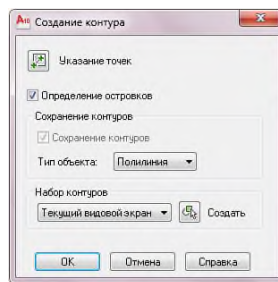 Создание контура
Указание точек
Определение островков
Сохранение контуров
Сохранение контуров
Тип объекта: Полилиния
Набор контуров
Текущий видовой экран Создать
OK Отмена Справка